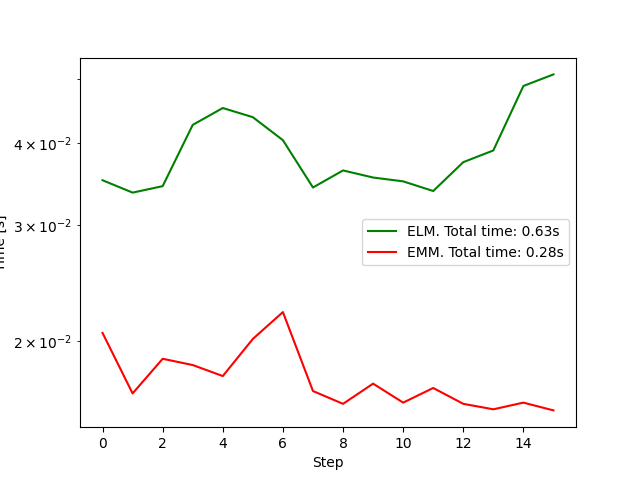 4 × 10⁻²
3 × 10⁻²
2 × 10⁻²
Time [s]
ELM. Total time: 0.63s
EMM. Total time: 0.28s
0 2 4 6 8 10 12 14
Step